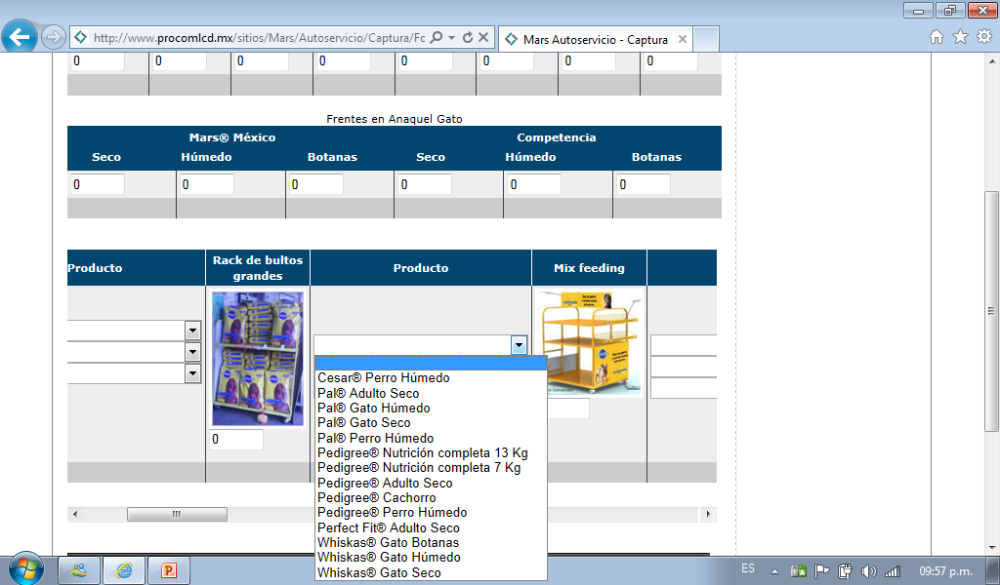 http://www.procomlcd.mx/sitios/Mars/Autoservicio/Captura/Fc
Mars Autoservicio - Captura
0 0 0 0 0 0 0 0
Frentes en Anaquel Gato
Mars® México Competencia
Seco Húmedo Botanas Seco Húmedo Botanas
0 0 0 0 0 0
Producto Rack de bultos grandes Producto Mix feeding
0
Cesar® Perro Húmedo
Pal® Adulto Seco
Pal® Gato Húmedo
Pal® Gato Seco
Pal® Perro Húmedo
Pedigree® Nutrición completa 13 Kg
Pedigree® Nutrición completa 7 Kg
Pedigree® Adulto Seco
Pedigree® Cachorro
Pedigree® Perro Húmedo
Perfect Fit® Adulto Seco
Whiskas® Gato Botanas
Whiskas® Gato Húmedo
Whiskas® Gato Seco
ES 09:57 p.m.